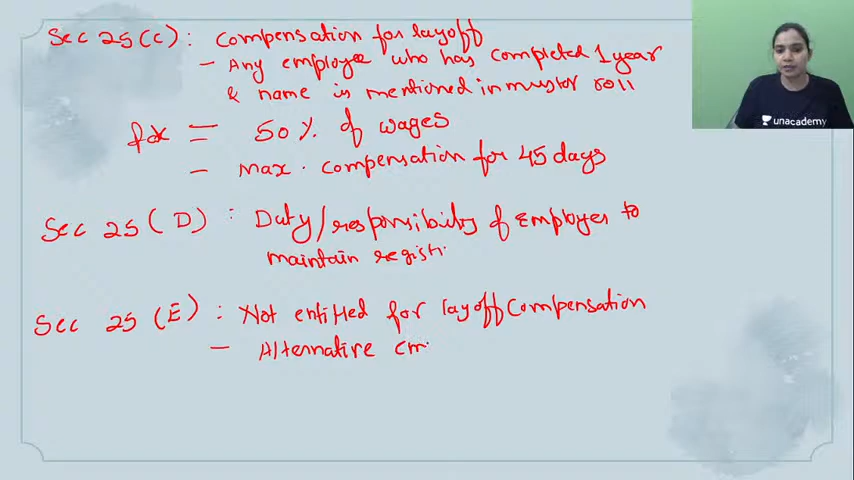 Sec 25(C): Compensation for layoff
- Any employee who has completed 1 year
& name is mentioned in muster roll
= 50% of wages
- max. compensation for 45 days
Sec 25(D): Duty/responsibility of Employer to
maintain regist
Sec 25(E): Not entitled for layoff Compensation
- Alternative em
unacademy